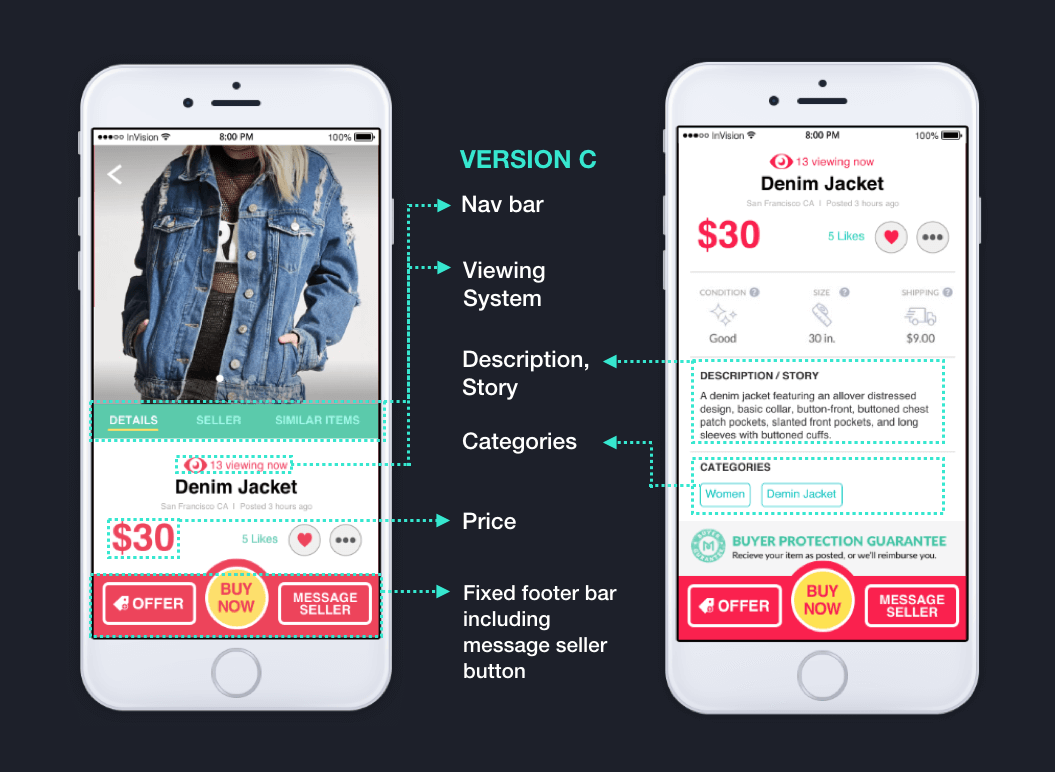 InVision 8:00 PM 100%
DETAILS SELLER SIMILAR ITEMS
13 viewing now
Denim Jacket
San Francisco CA | Posted 3 hours ago
$30 5 Likes
OFFER
BUY
NOW
MESSAGE
SELLER
VERSION C
Nav bar
Viewing
System
Description,
Story
Categories
Price
Fixed footer bar
including
message seller
button
InVision 8:00 PM 100%
13 viewing now
Denim Jacket
San Francisco CA | Posted 3 hours ago
$30 5 Likes
CONDITION ? SIZE ? SHIPPING ?
Good 30 in. $9.00
DESCRIPTION / STORY
A denim jacket featuring an allover distressed
design, basic collar, button-front, buttoned chest
patch pockets, slanted front pockets, and long
sleeves with buttoned cuffs.
CATEGORIES
Women Demin Jacket
BUYER PROTECTION GUARANTEE
Recieve your item as posted, or we'll reimburse you.
OFFER
BUY
NOW
MESSAGE
SELLER